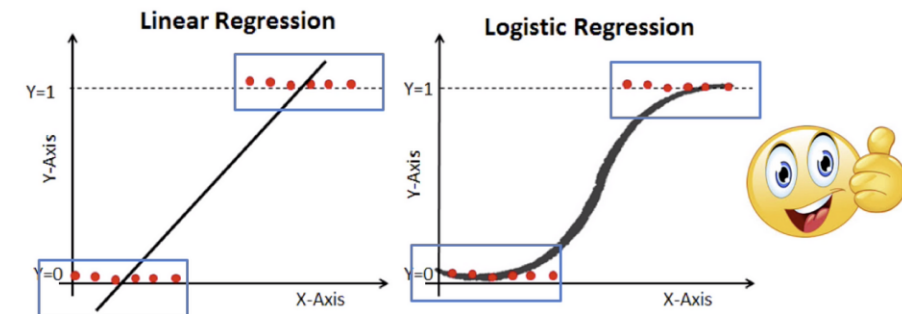 Linear Regression
Y=1
Y-Axis
Y=0
X-Axis
Logistic Regression
Y=1
Y-Axis
Y=0
X-Axis